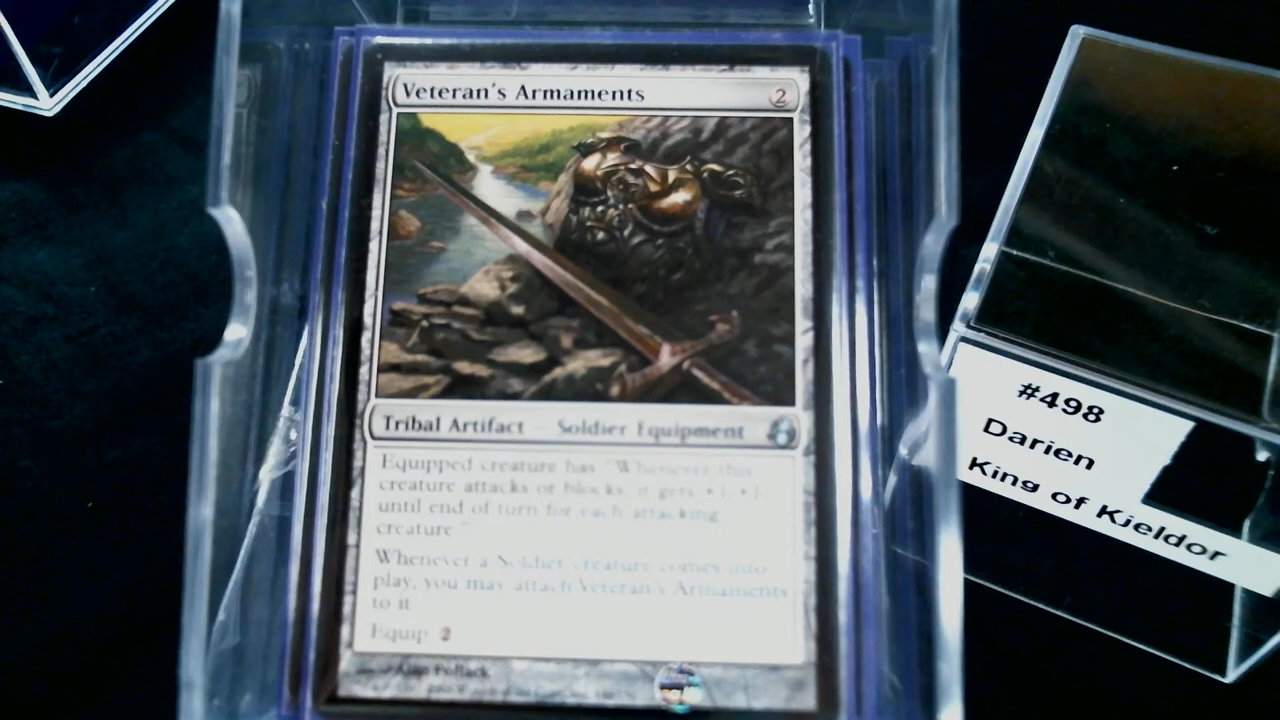 Veteran's Armaments 2
Tribal Artifact — Soldier Equipment
Equipped creature has "Whenever this
creature attacks or blocks, it gets +1/+1
until end of turn for each attacking
creature."
Whenever a Soldier creature comes into
play, you may attach Veteran's Armaments
to it
Equip 2
Alan Pollack
#498
Darien
King of Kjeldor